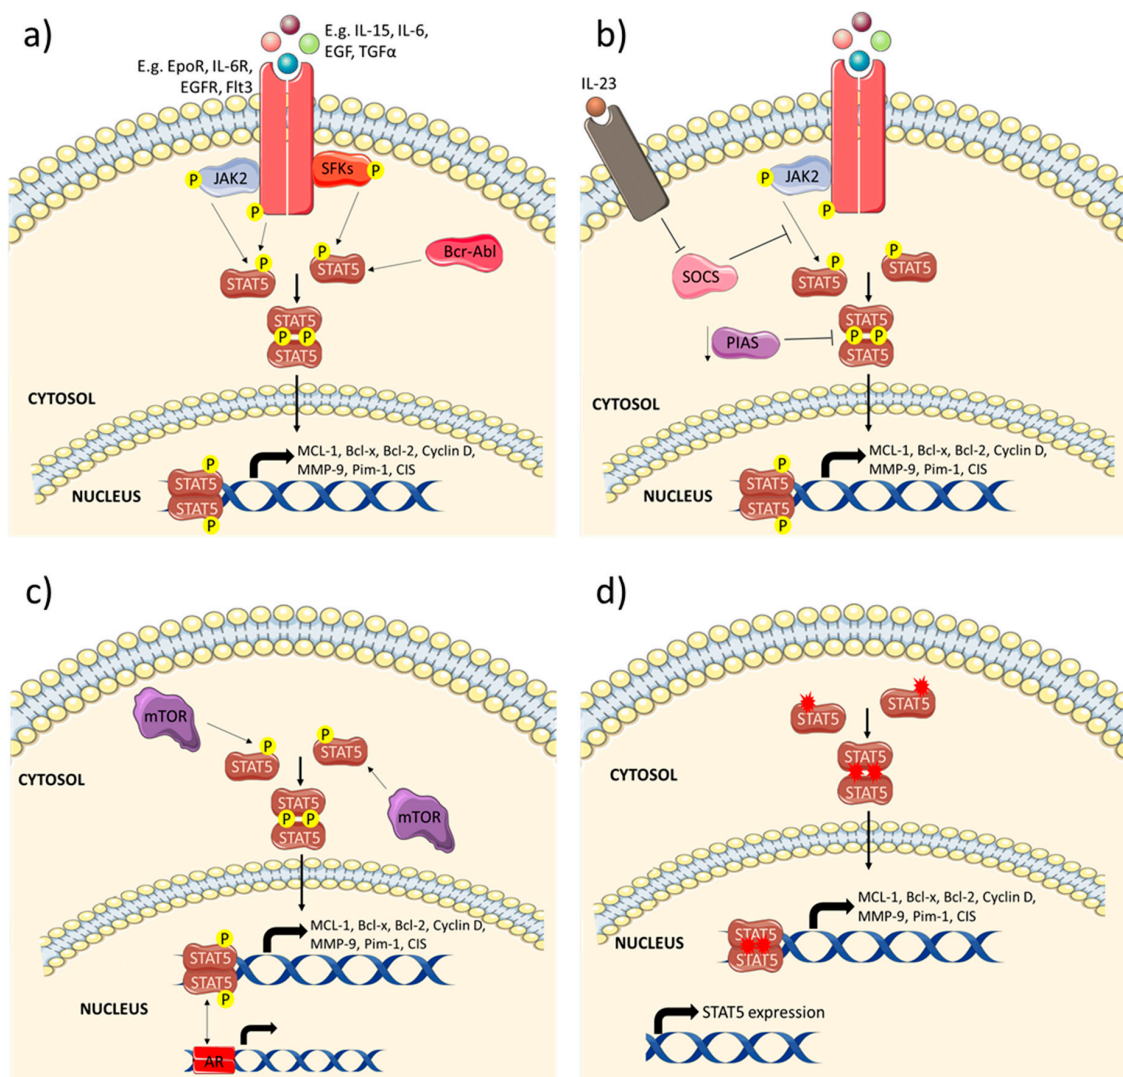 a)
E.g. IL-15, IL-6,
EGF, TGFα
E.g. EpoR, IL-6R,
EGFR, Flt3
P
JAK2
SFKs
P
P
P
P
STAT5
STAT5
Bcr-Abl
STAT5
P P
STAT5
CYTOSOL
MCL-1, Bcl-x, Bcl-2, Cyclin D,
MMP-9, Pim-1, CIS
P
STAT5
STAT5
P
NUCLEUS
b)
IL-23
P
JAK2
P
P
P
SOCS
STAT5
STAT5
PIAS
STAT5
P P
STAT5
CYTOSOL
MCL-1, Bcl-x, Bcl-2, Cyclin D,
MMP-9, Pim-1, CIS
P
STAT5
STAT5
P
NUCLEUS
c)
mTOR
P
P
STAT5
STAT5
CYTOSOL
STAT5
P P
STAT5
mTOR
MCL-1, Bcl-x, Bcl-2, Cyclin D,
MMP-9, Pim-1, CIS
P
STAT5
STAT5
P
NUCLEUS
AR
d)
STAT5
STAT5
STAT5
STAT5
CYTOSOL
MCL-1, Bcl-x, Bcl-2, Cyclin D,
MMP-9, Pim-1, CIS
NUCLEUS
STAT5
STAT5
STAT5 expression